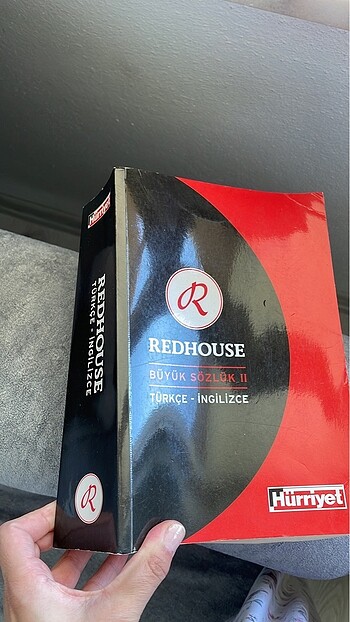 Hürriyet
REDHOUSE
TÜRKÇE - İNGİLİZCE
R
R
REDHOUSE
BÜYÜK SÖZLÜK II
TÜRKÇE - İNGİLİZCE
Hürriyet